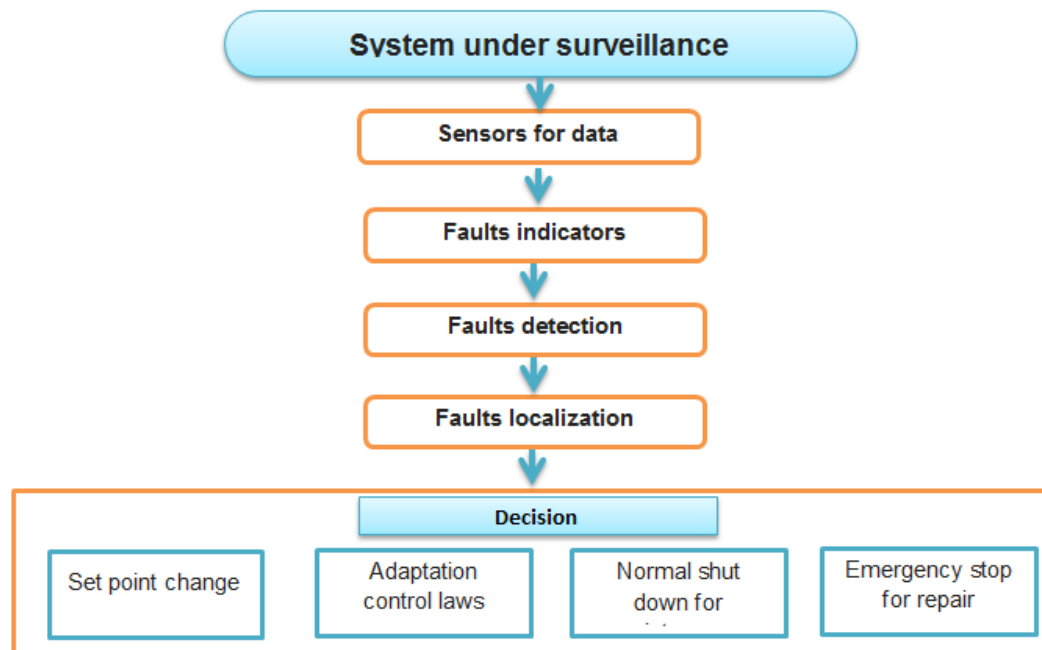 System under surveillance
Sensors for data
Faults indicators
Faults detection
Faults localization
Decision
Set point change
Adaptation
control laws
Normal shut
down for
Emergency stop
for repair